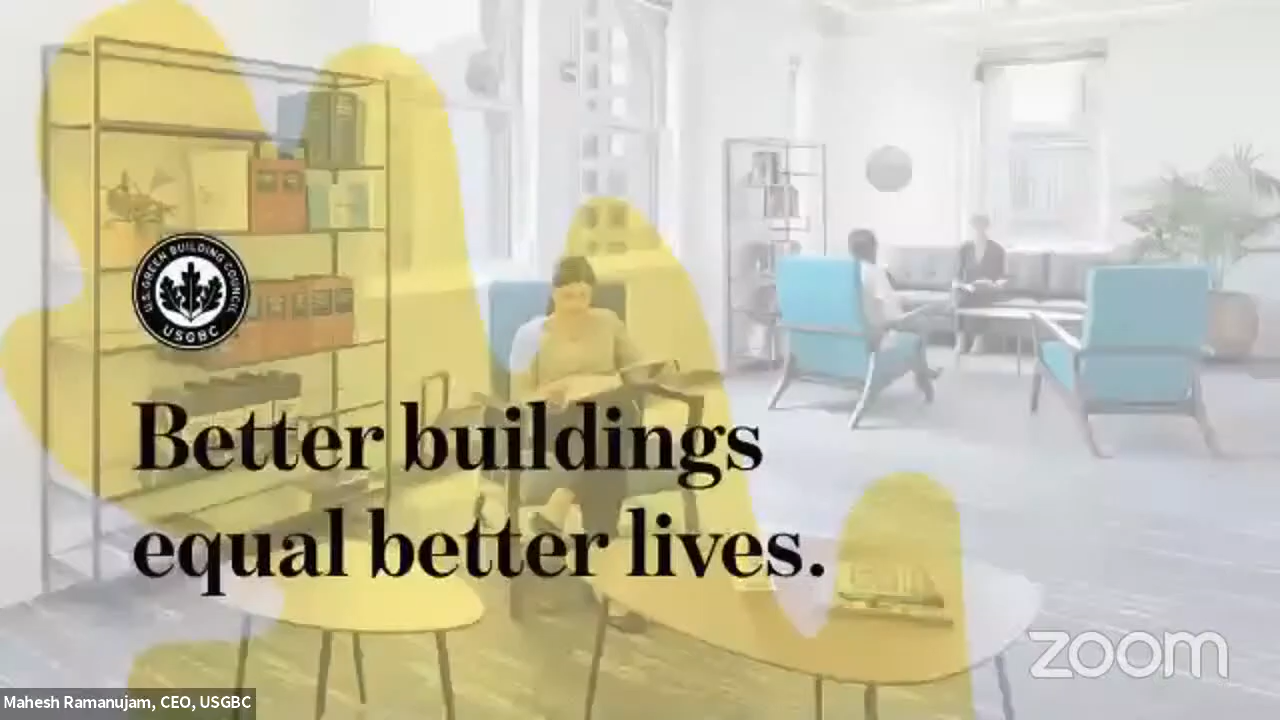 U.S. GREEN BUILDING COUNCIL
USGBC
Better buildings
equal better lives.
zoom
Mahesh Ramanujam, CEO, USGBC